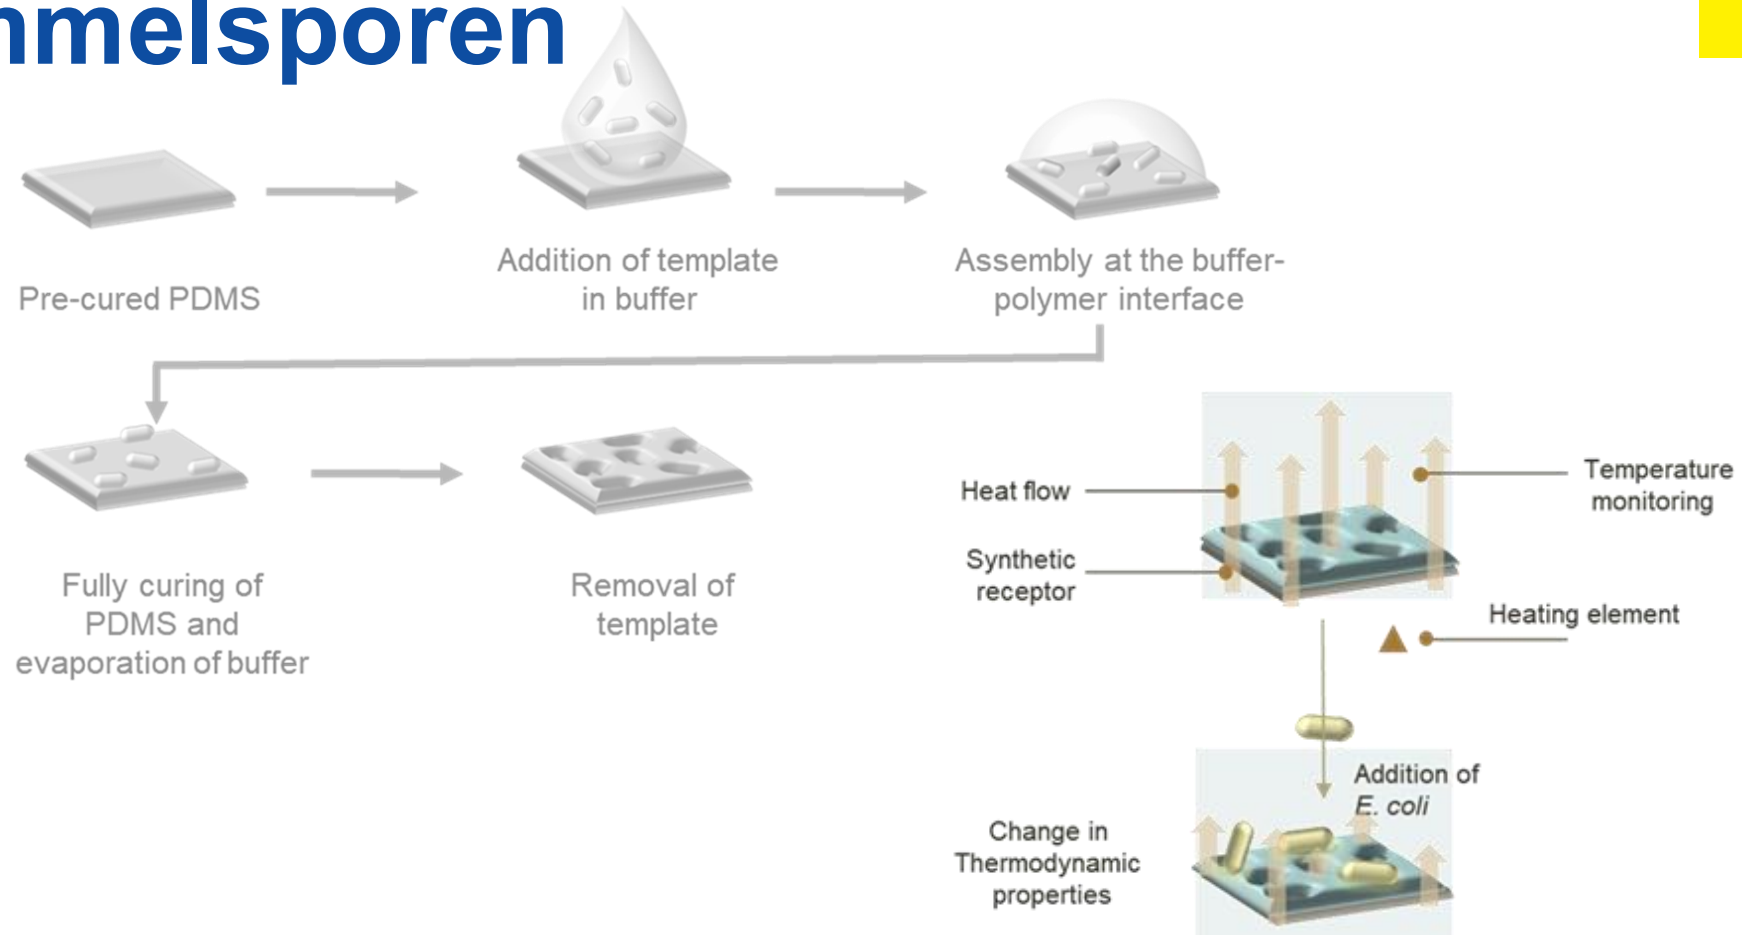 mmelsporen
Pre-cured PDMS
Addition of template
in buffer
Assembly at the buffer-
polymer interface
Fully curing of
PDMS and
evaporation of buffer
Removal of
template
Heat flow
Synthetic
receptor
Temperature
monitoring
Heating element
Addition of
E. coli
Change in
Thermodynamic
properties